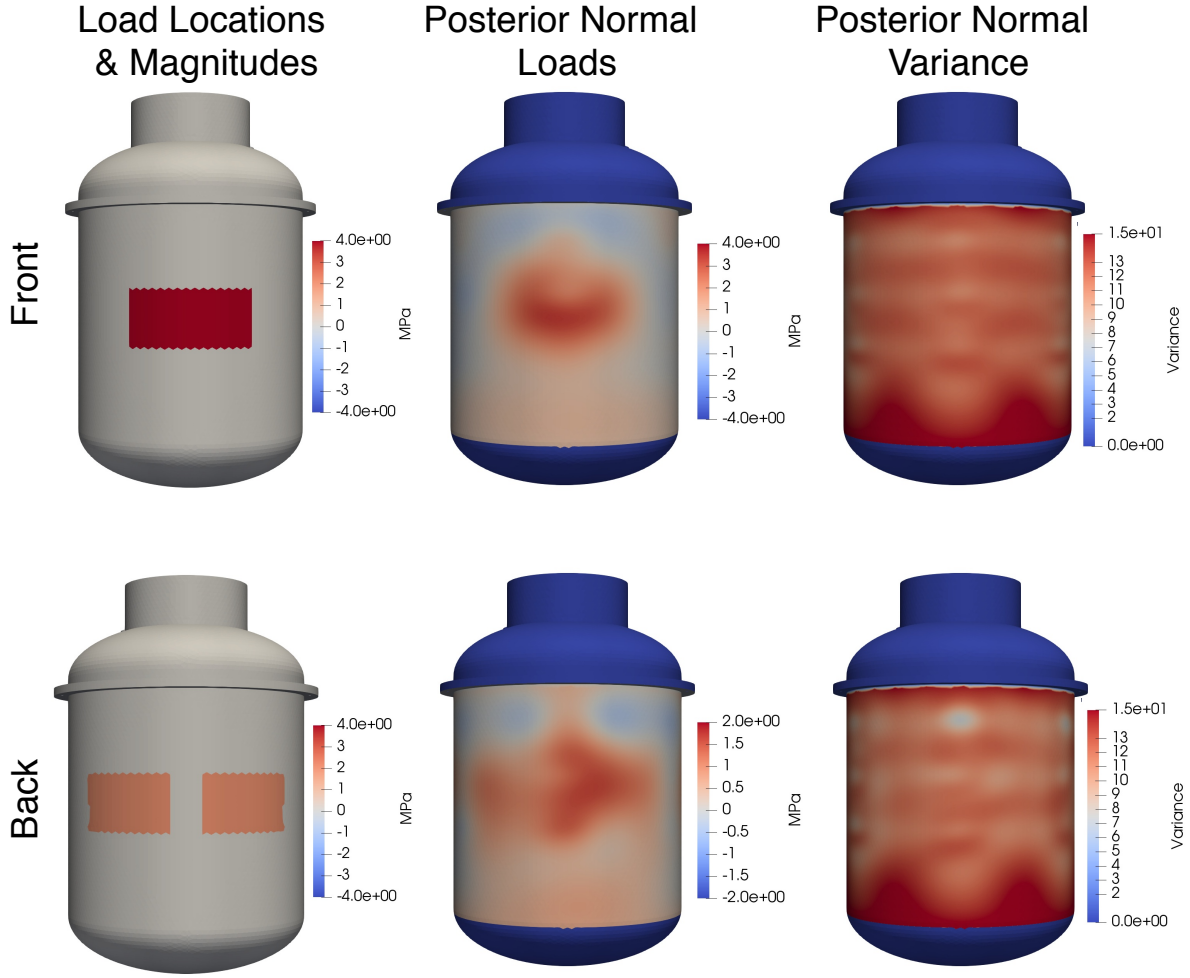 Load Locations
& Magnitudes
Posterior Normal
Loads
Posterior Normal
Variance
Front
4.0e+00
3
2
1
0
-1
-2
-3
-4.0e+00
MPa
4.0e+00
3
2
1
0
-1
-2
-3
-4.0e+00
MPa
1.5e+01
13
12
11
10
9
8
7
6
5
4
3
2
0.0e+00
Variance
Back
4.0e+00
3
2
1
0
-1
-2
-3
-4.0e+00
MPa
2.0e+00
1.5
1
0.5
0
-0.5
-1
-1.5
-2.0e+00
MPa
1.5e+01
13
12
11
10
9
8
7
6
5
4
3
2
0.0e+00
Variance